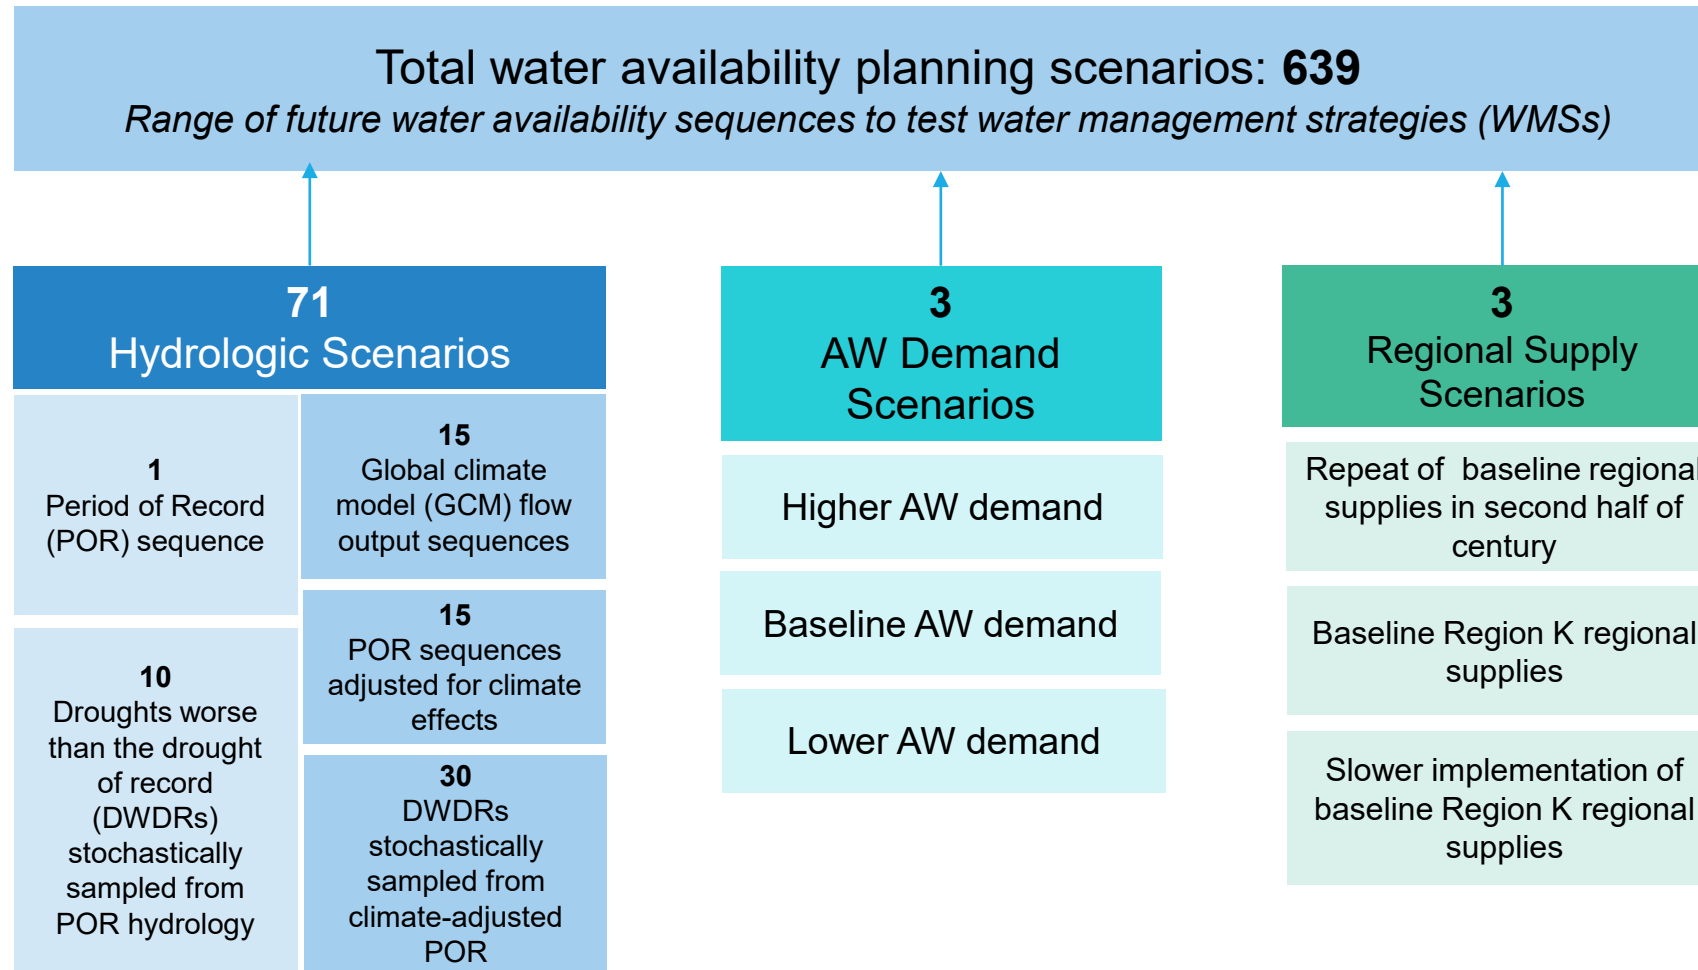 Total water availability planning scenarios: 639
Range of future water availability sequences to test water management strategies (WMSs)
71
Hydrologic Scenarios
1
Period of Record
(POR) sequence
10
Droughts worse
than the drought
of record
(DWDRs)
stochastically
sampled from
POR hydrology
15
Global climate
model (GCM) flow
output sequences
15
POR sequences
adjusted for climate
effects
30
DWDRs
stochastically
sampled from
climate-adjusted
POR
3
AW Demand
Scenarios
Higher AW demand
Baseline AW demand
Lower AW demand
3
Regional Supply
Scenarios
Repeat of  baseline regional
supplies in second half of
century
Baseline Region K regional
supplies
Slower implementation of
baseline Region K regional
supplies